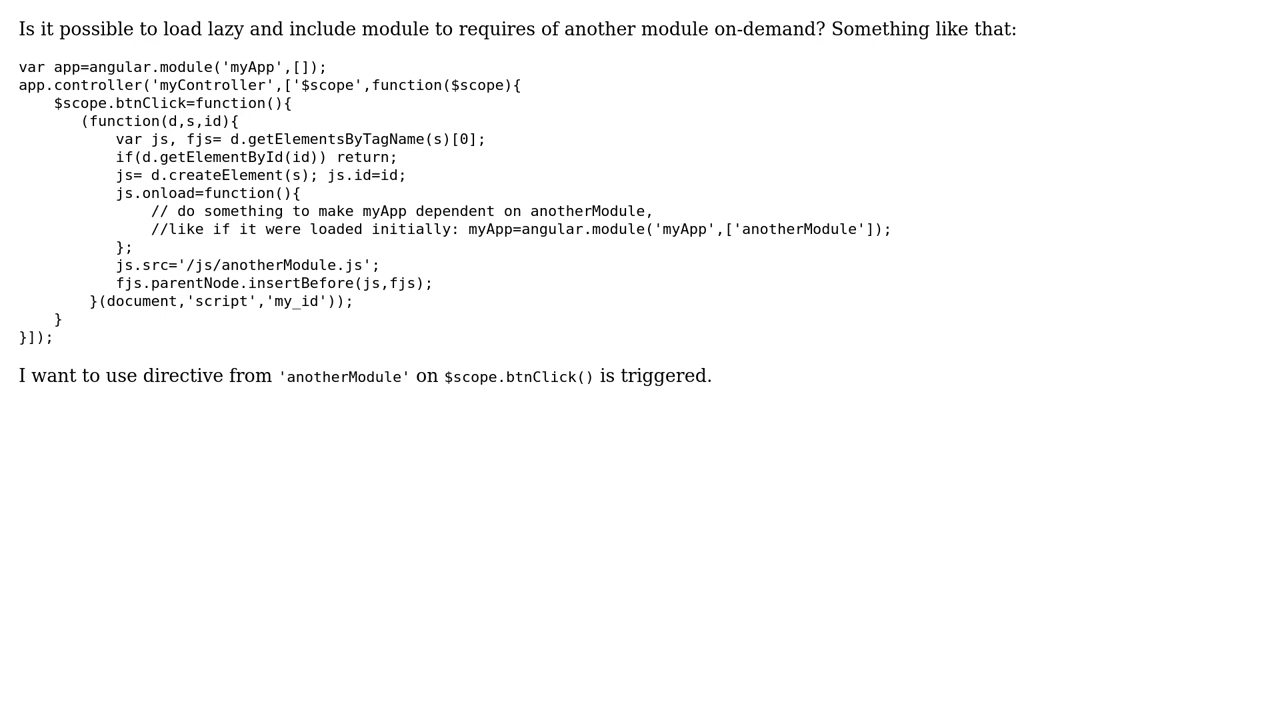 Is it possible to load lazy and include module to requires of another module on-demand? Something like that:
var app=angular.module('myApp',[]);
app.controller('myController',['$scope',function($scope){
    $scope.btnClick=function(){
       (function(d,s,id){
           var js, fjs= d.getElementsByTagName(s)[0];
           if(d.getElementById(id)) return;
           js= d.createElement(s); js.id=id;
           js.onload=function(){
               // do something to make myApp dependent on anotherModule,
               //like if it were loaded initially: myApp=angular.module('myApp',['anotherModule']);
           };
           js.src='/js/anotherModule.js';
           fjs.parentNode.insertBefore(js,fjs);
        }(document,'script','my_id'));
    }
}]);
I want to use directive from 'anotherModule' on $scope.btnClick() is triggered.